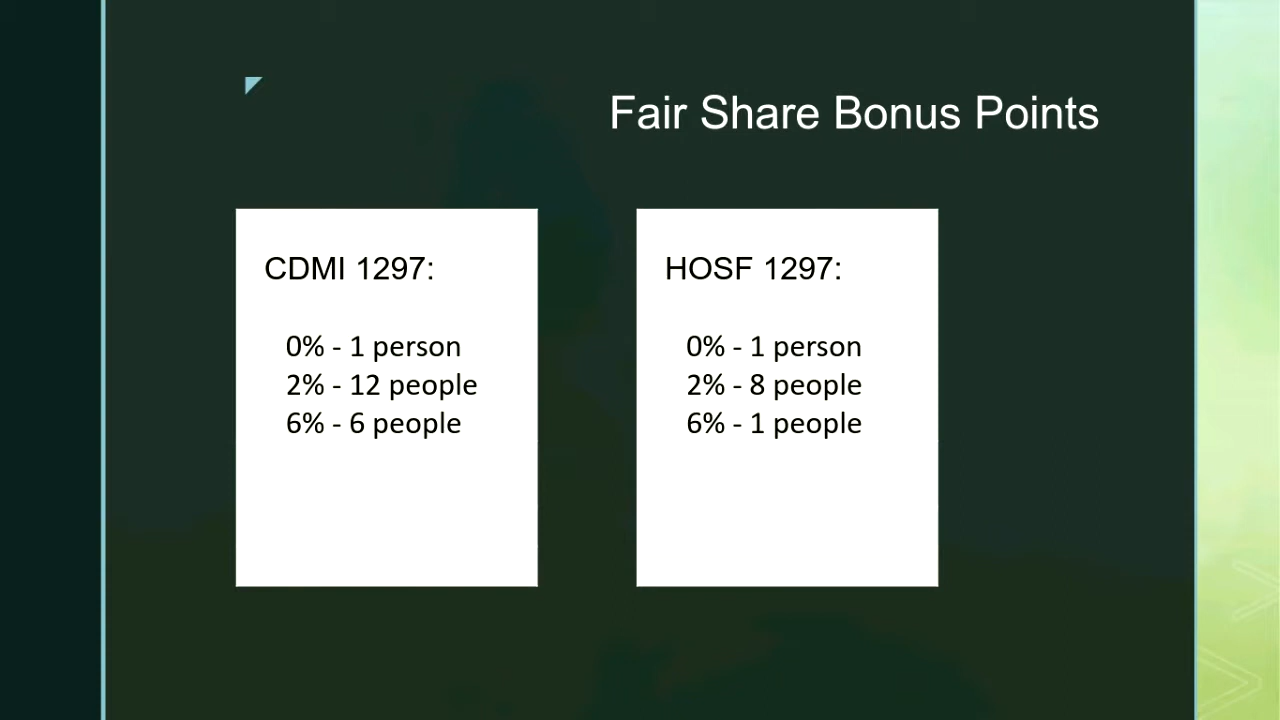 Fair Share Bonus Points
CDMI 1297:
0% - 1 person
2% - 12 people
6% - 6 people
HOSF 1297:
0% - 1 person
2% - 8 people
6% - 1 people